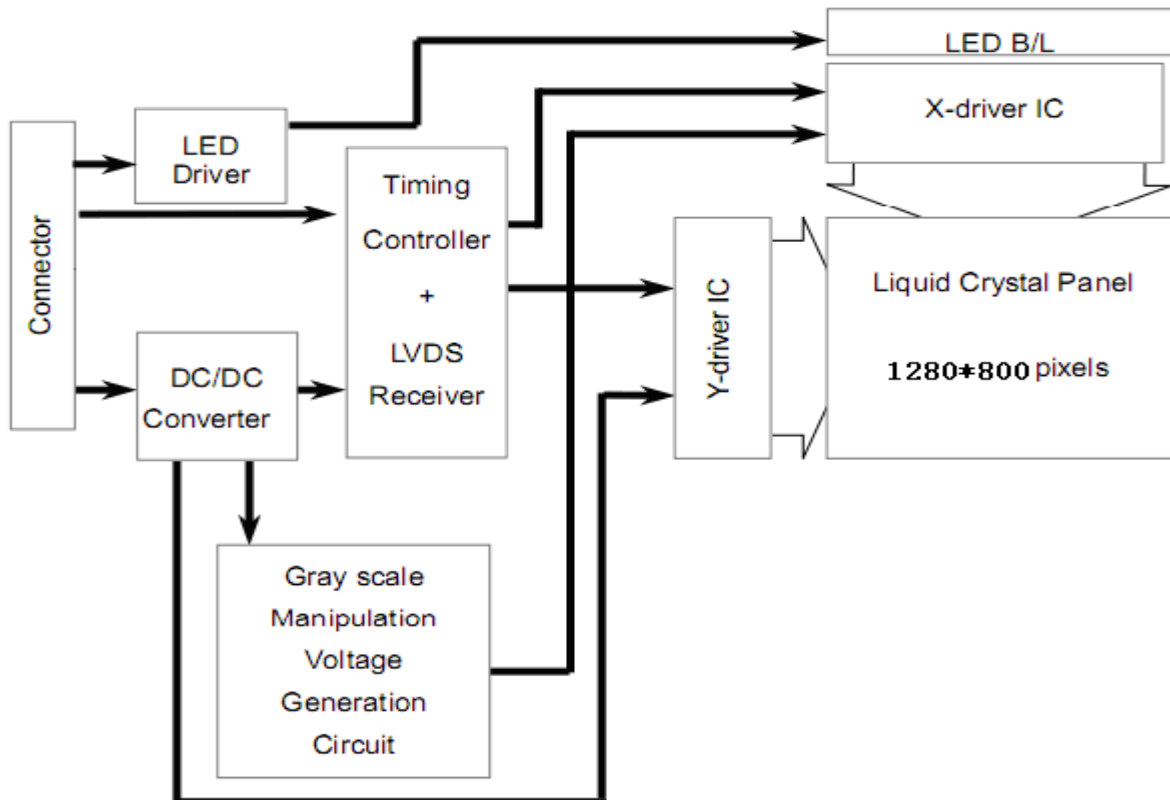 LED B/L
X-driver IC
LED
Driver
Connector
Timing
Controller
+
LVDS
Receiver
Y-driver IC
Liquid Crystal Panel
1280*800 pixels
DC/DC
Converter
Gray scale
Manipulation
Voltage
Generation
Circuit